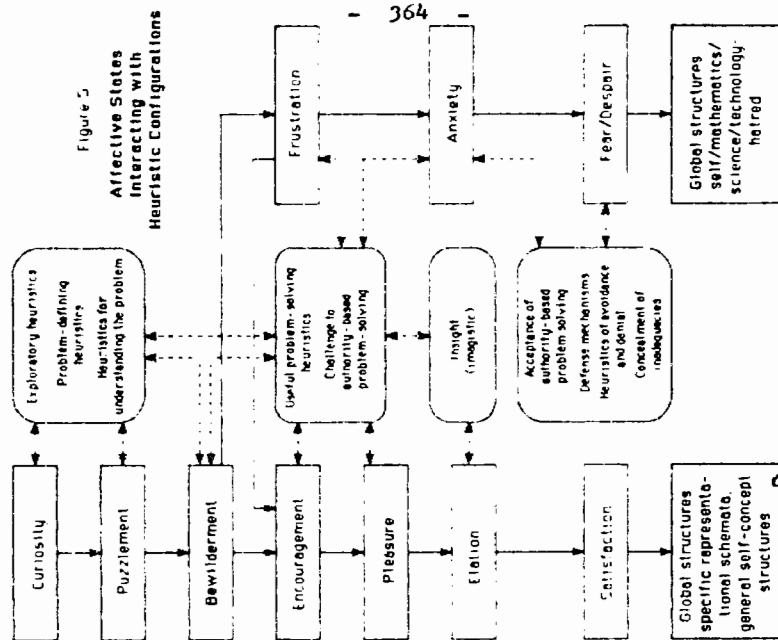 - 364 -
Figure 5
Affective States
Interacting with
Heuristic Configurations
Curiosity
Puzzlement
Bewilderment
Encouragement
Pleasure
Elation
Satisfaction
Global structures
specific representa-
tional schemata,
general self-concept
structures
Exploratory heuristics
Problem-defining
heuristics
Heuristics for
understanding the problem
Useful problem-solving
heuristics
Challenge to
authority-based
problem-solving
Insight
(imagistic)
Acceptance of
authority-based
problem solving
Defense mechanisms
Heuristics of avoidance
and denial
Concealment of
inadequacies
Frustration
Anxiety
Fear/Despair
Global structures
self/mathematics/
science/technology-
hatred